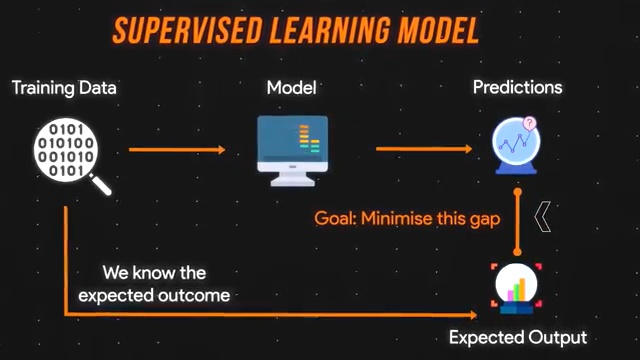 SUPERVISED LEARNING MODEL
Training Data
Model
Predictions
0101
010100
001010
0101
?
Goal: Minimise this gap
We know the
expected outcome
Expected Output